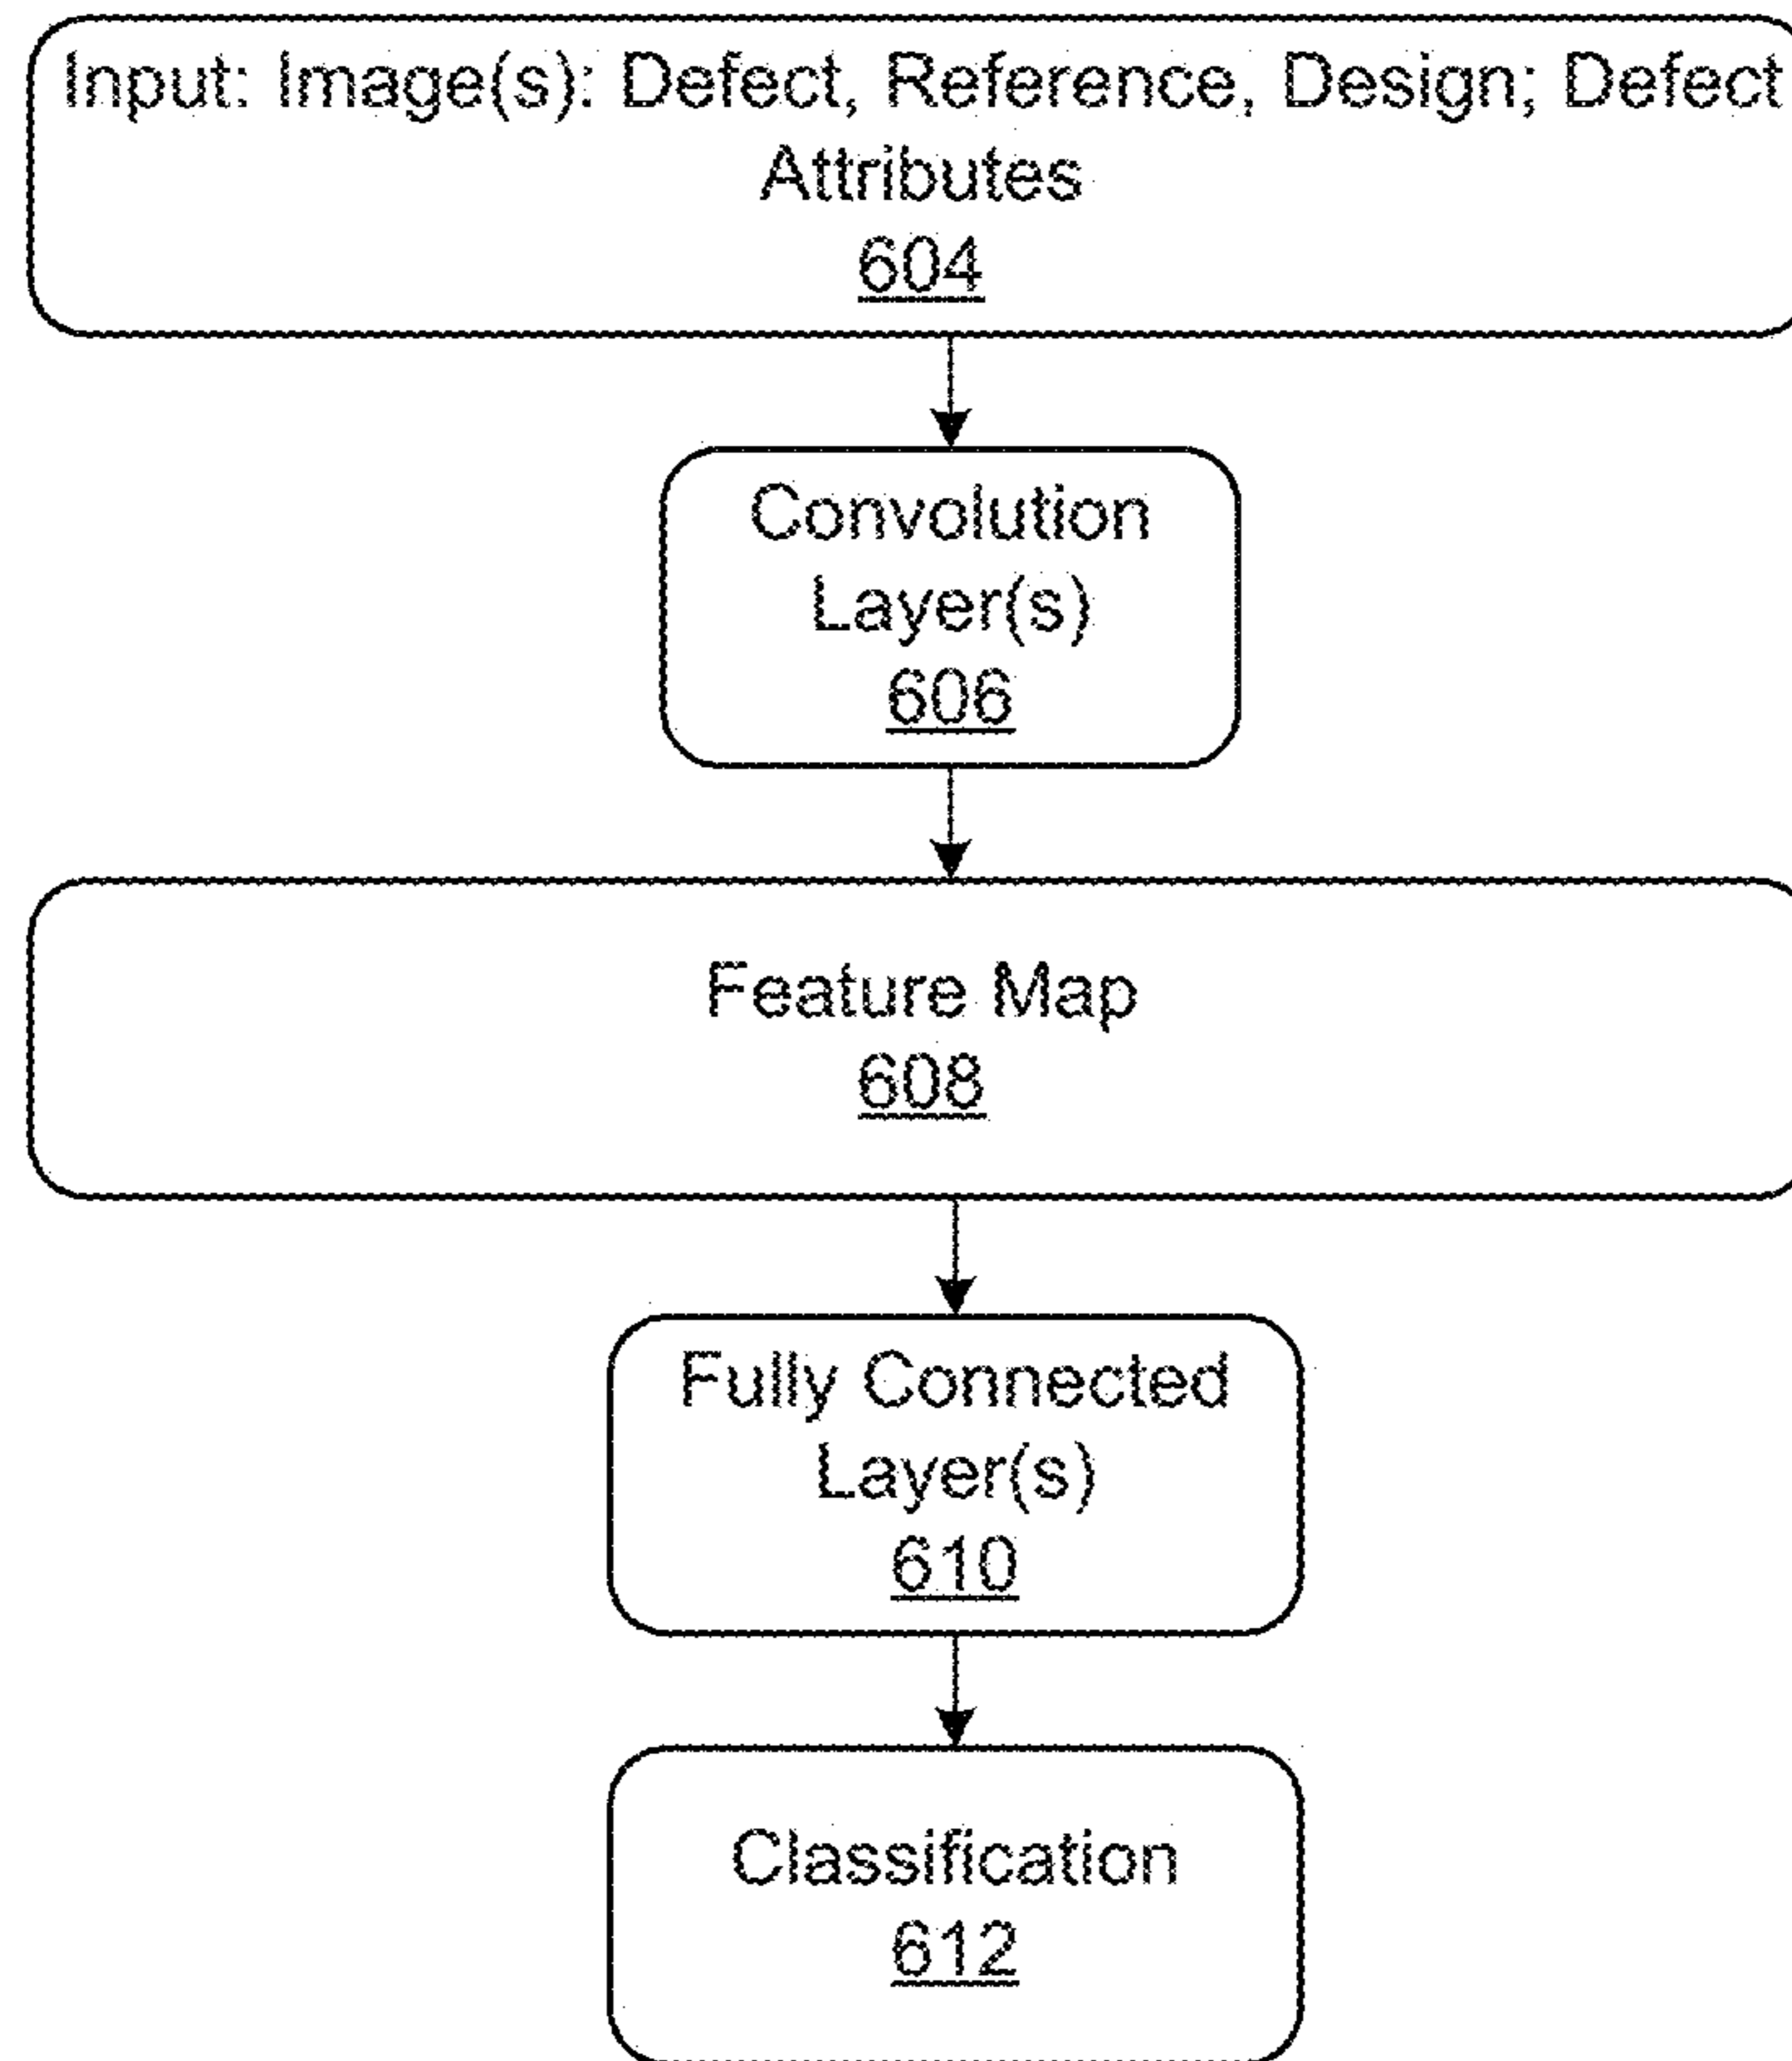 Input: Image(s): Defect, Reference, Design; Defect
Attributes
604
Convolution
Layer(s)
606
Feature Map
608
Fully Connected
Layer(s)
610
Classification
612